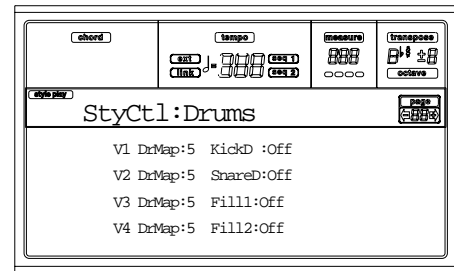 chord tempo measure transpose
ext seq 1
link seq 2
octave
style play page
StyCtl:Drums
V1 DrMap:5 KickD :Off
V2 DrMap:5 SnareD:Off
V3 DrMap:5 Fill1:Off
V4 DrMap:5 Fill2:Off